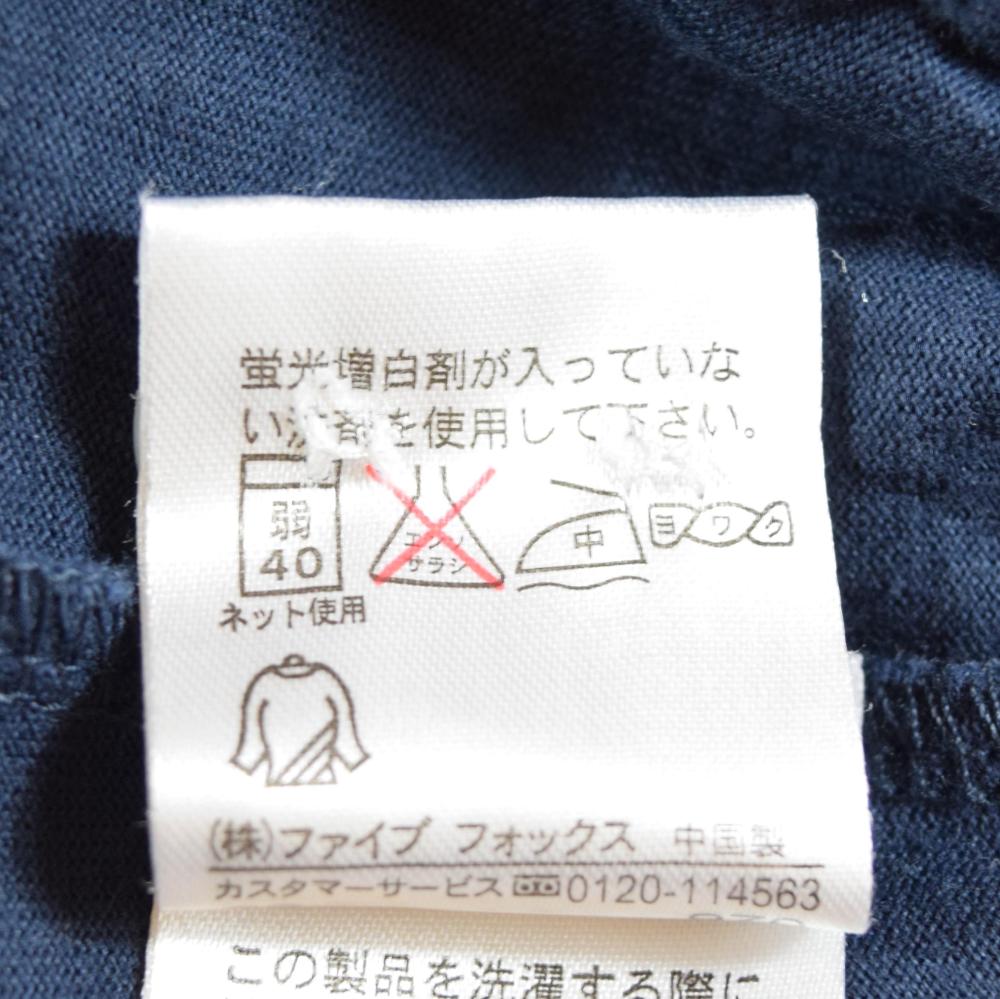 蛍光増白剤が入っていな
い洗剤を使用して下さい。
弱
40
エンソ
サラシ
中
ヨワク
ネット使用
(株)ファイブ フォックス 中国製
カスタマーサービス 0120-114563
この製品を洗濯する際に